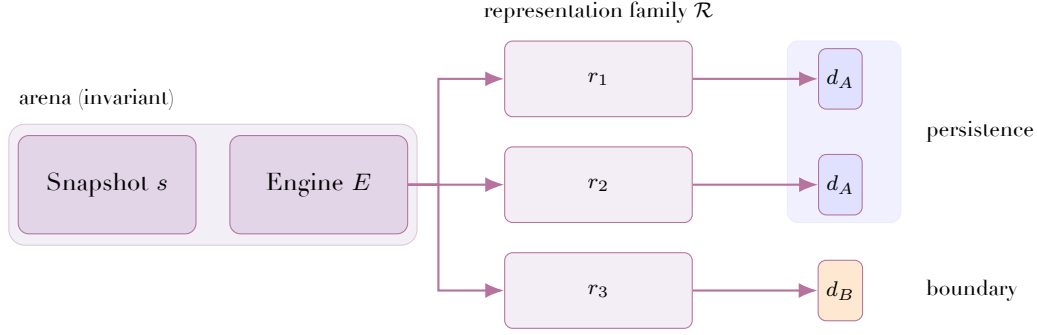 representation family ℛ
arena (invariant)
Snapshot s
Engine E
r₁
d_A
persistence
r₂
d_A
r₃
d_B
boundary